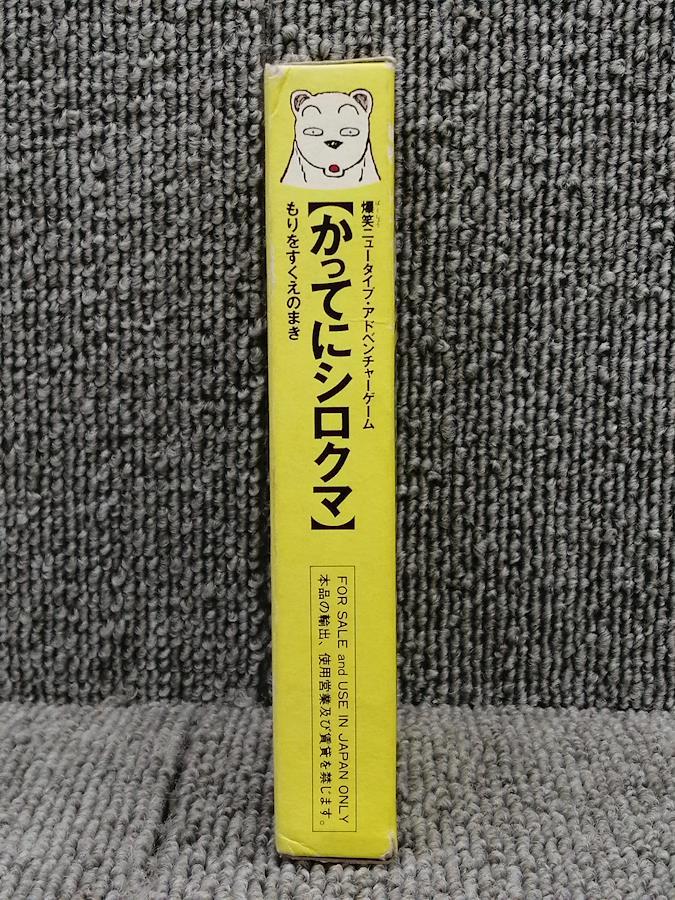 爆笑ニュータイプ・アドベンチャーゲーム
【かってにシロクマ】
もりをすくえのまき
FOR SALE and USE IN JAPAN ONLY
本品の輸出、使用営業及び賃貸を禁じます。